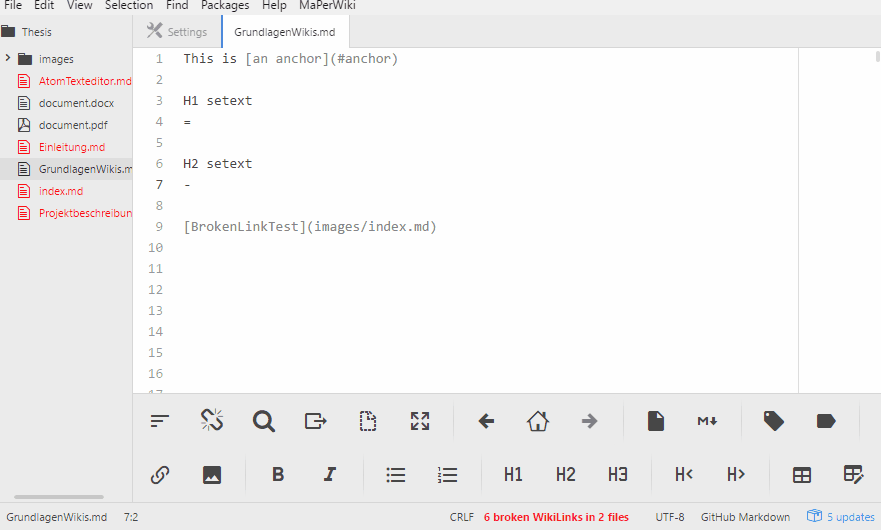 File Edit View Selection Find Packages Help MaPerWiki
Thesis
images
AtomTexteditor.md
document.docx
document.pdf
Einleitung.md
GrundlagenWikis.m
index.md
Projektbeschreibun
Settings GrundlagenWikis.md
1 This is [an anchor](#anchor)
2
3 H1 setext
4 =
5
6 H2 setext
7 -
8
9 [BrokenLinkTest](images/index.md)
10
11
12
13
14
15
16
17
M↓
B I H1 H2 H3 H< H>
GrundlagenWikis.md 7:2 CRLF 6 broken WikiLinks in 2 files UTF-8 GitHub Markdown 5 updates